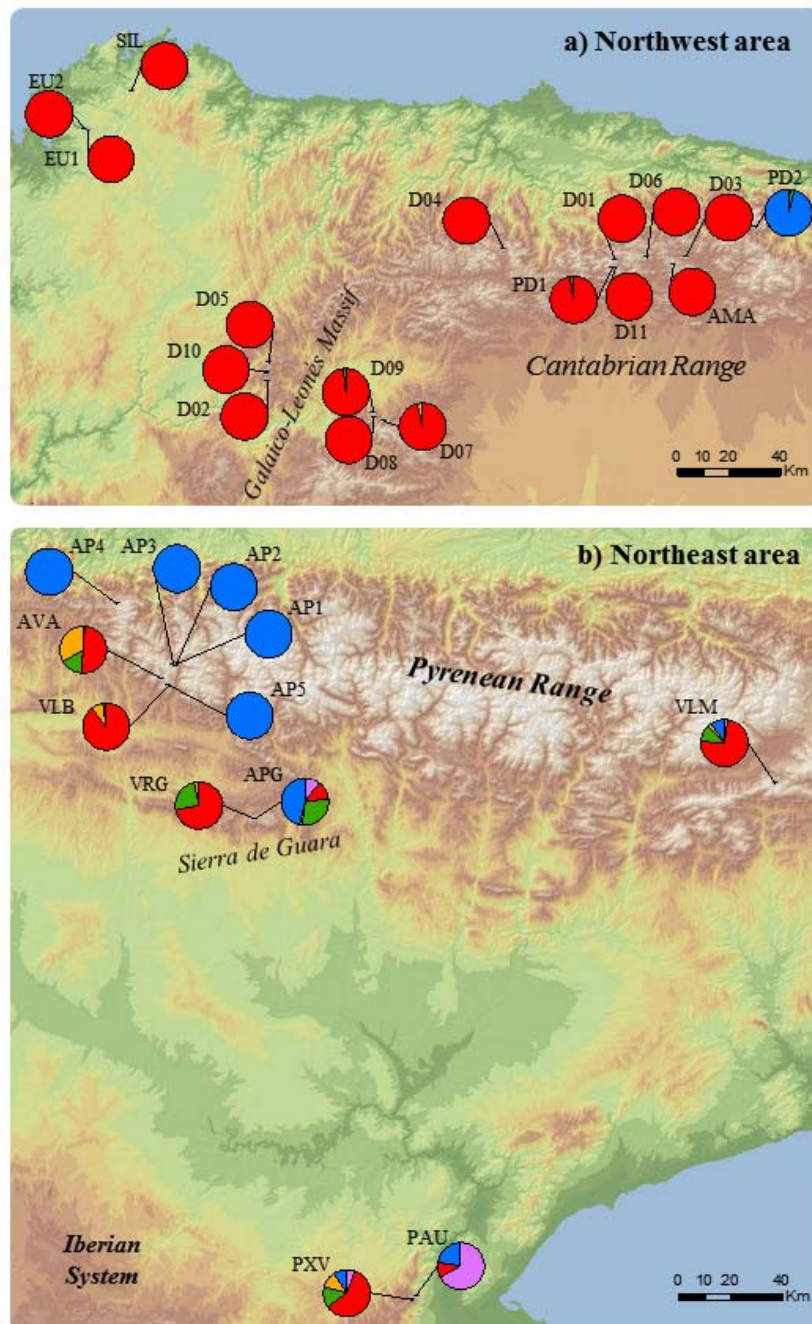 a) Northwest area
SIL
EU2
EU1
D04
D01
D06
D03
PD2
PD1
D11
AMA
D05
D10
D02
D09
D08
D07
Galaico-Leonés Massif
Cantabrian Range
0 10 20 40
Km
b) Northeast area
AP4
AP3
AP2
AP1
AVA
AP5
VLB
Pyrenean Range
VLM
VRG
APG
Sierra de Guara
Iberian
System
PXV
PAU
0 10 20 40
Km